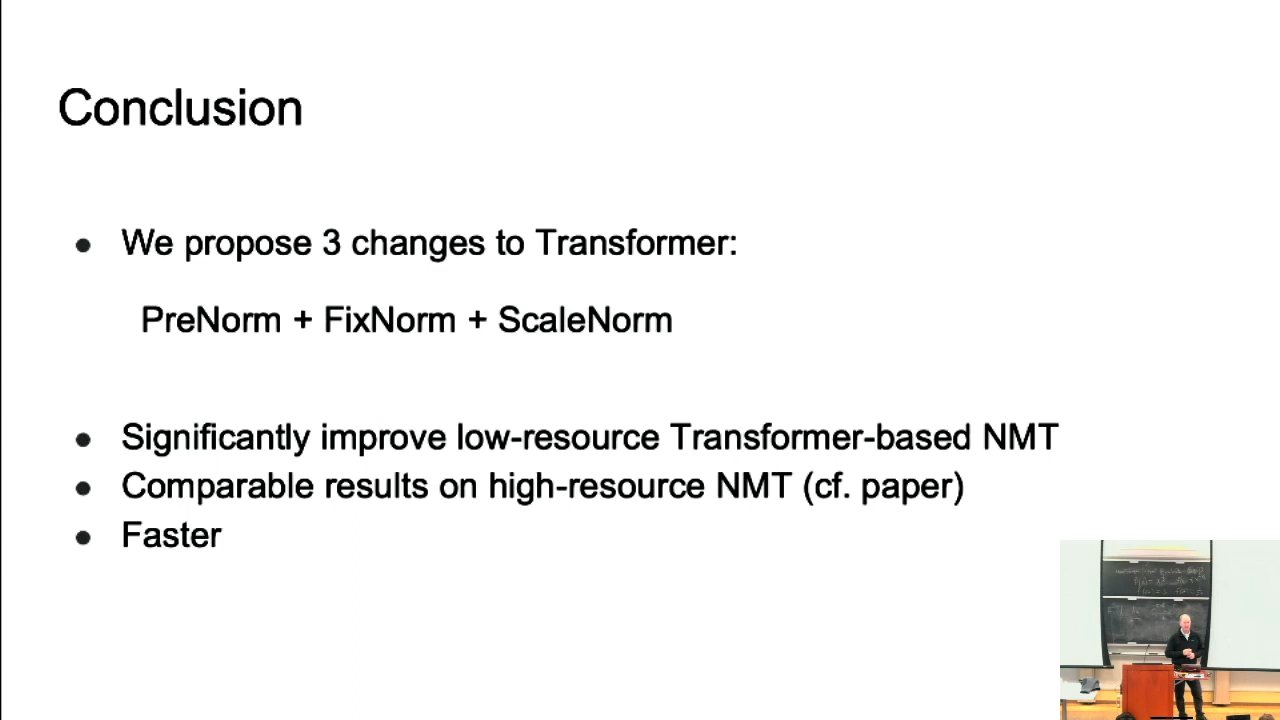 Conclusion
● We propose 3 changes to Transformer:
PreNorm + FixNorm + ScaleNorm
● Significantly improve low-resource Transformer-based NMT
● Comparable results on high-resource NMT (cf. paper)
● Faster